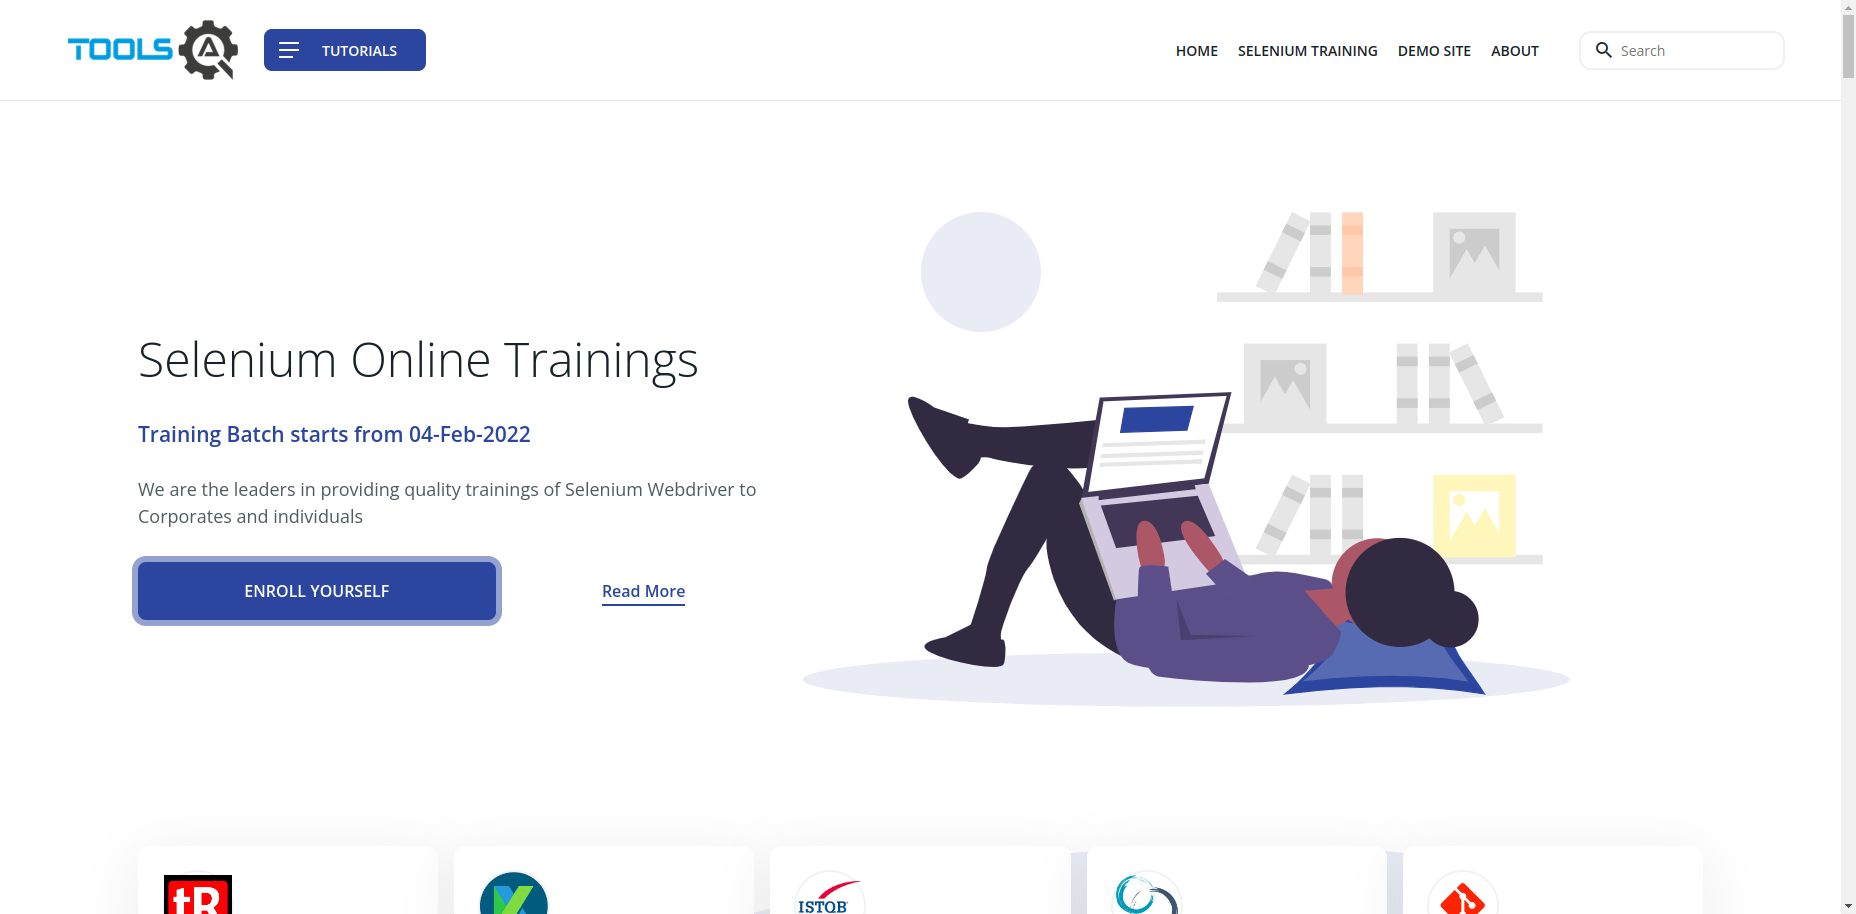 TOOLS QA
TUTORIALS
HOME
SELENIUM TRAINING
DEMO SITE
ABOUT
Search
Selenium Online Trainings
Training Batch starts from 04-Feb-2022
We are the leaders in providing quality trainings of Selenium Webdriver to
Corporates and individuals
ENROLL YOURSELF
Read More
tR
ISTQB